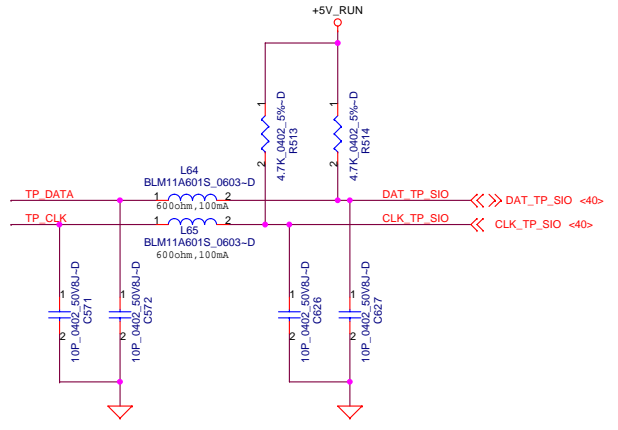 +5V_RUN
1
1
4.7K_0402_5%~D
R513
4.7K_0402_5%~D
R514
2
2
L64
BLM11A601S_0603~D
TP_DATA
1
2
DAT_TP_SIO
DAT_TP_SIO <40>
600ohm,100mA
TP_CLK
1
2
CLK_TP_SIO
CLK_TP_SIO <40>
L65
BLM11A601S_0603~D
600ohm,100mA
1
2
10P_0402_50V8J~D
C571
1
2
10P_0402_50V8J~D
C572
1
2
10P_0402_50V8J~D
C626
1
2
10P_0402_50V8J~D
C627